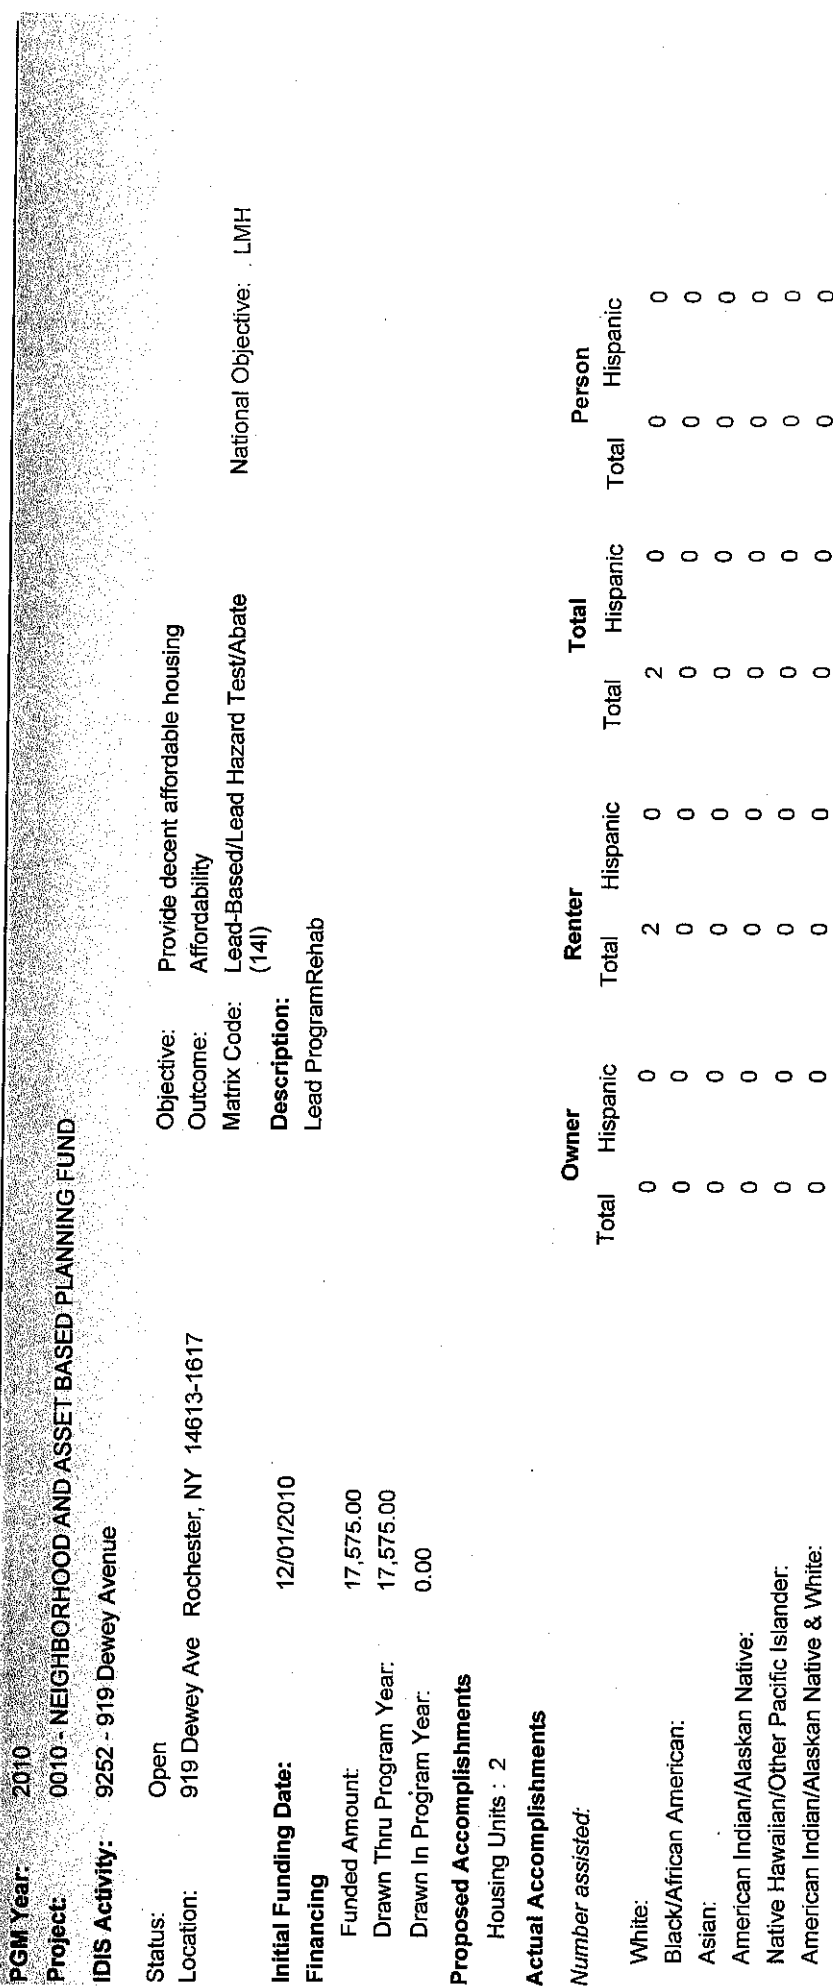 PGM Year: 2010
Project: 0010 - NEIGHBORHOOD AND ASSET BASED PLANNING FUND
IDIS Activity: 9252 - 919 Dewey Avenue
Status: Open
Location: 919 Dewey Ave Rochester, NY 14613-1617
Objective: Provide decent affordable housing
Outcome: Affordability
Matrix Code: Lead-Based/Lead Hazard Test/Abate (14I)
National Objective: LMH
Initial Funding Date: 12/01/2010
Description:
Lead ProgramRehab
Financing
Funded Amount: 17,575.00
Drawn Thru Program Year: 17,575.00
Drawn In Program Year: 0.00
Proposed Accomplishments
Housing Units : 2
Actual Accomplishments
Number assisted:
Owner Renter Total Person
Total Hispanic Total Hispanic Total Hispanic Total Hispanic
White: 0 0 2 0 2 0 0 0
Black/African American: 0 0 0 0 0 0 0 0
Asian: 0 0 0 0 0 0 0 0
American Indian/Alaskan Native: 0 0 0 0 0 0 0 0
Native Hawaiian/Other Pacific Islander: 0 0 0 0 0 0 0 0
American Indian/Alaskan Native & White: 0 0 0 0 0 0 0 0